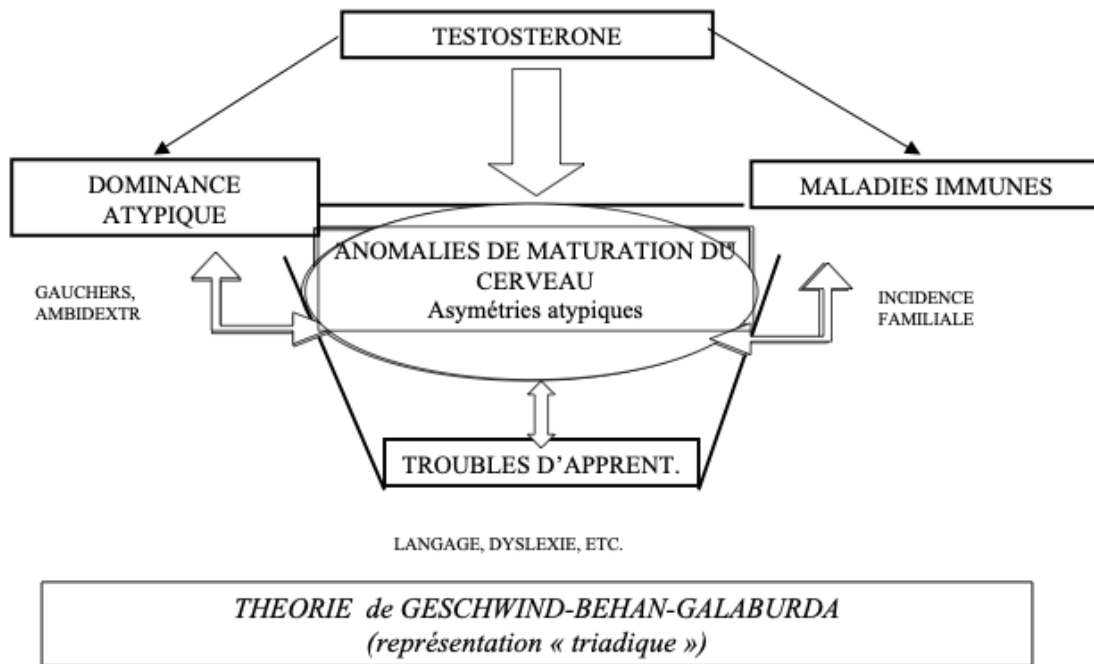 TESTOSTERONE
DOMINANCE
ATYPIQUE
MALADIES IMMUNES
ANOMALIES DE MATURATION DU
CERVEAU
Asymétries atypiques
GAUCHERS,
AMBIDEXTR
INCIDENCE
FAMILIALE
TROUBLES D’APPRENT.
LANGAGE, DYSLEXIE, ETC.
THEORIE de GESCHWIND-BEHAN-GALABURDA
(représentation « triadique »)